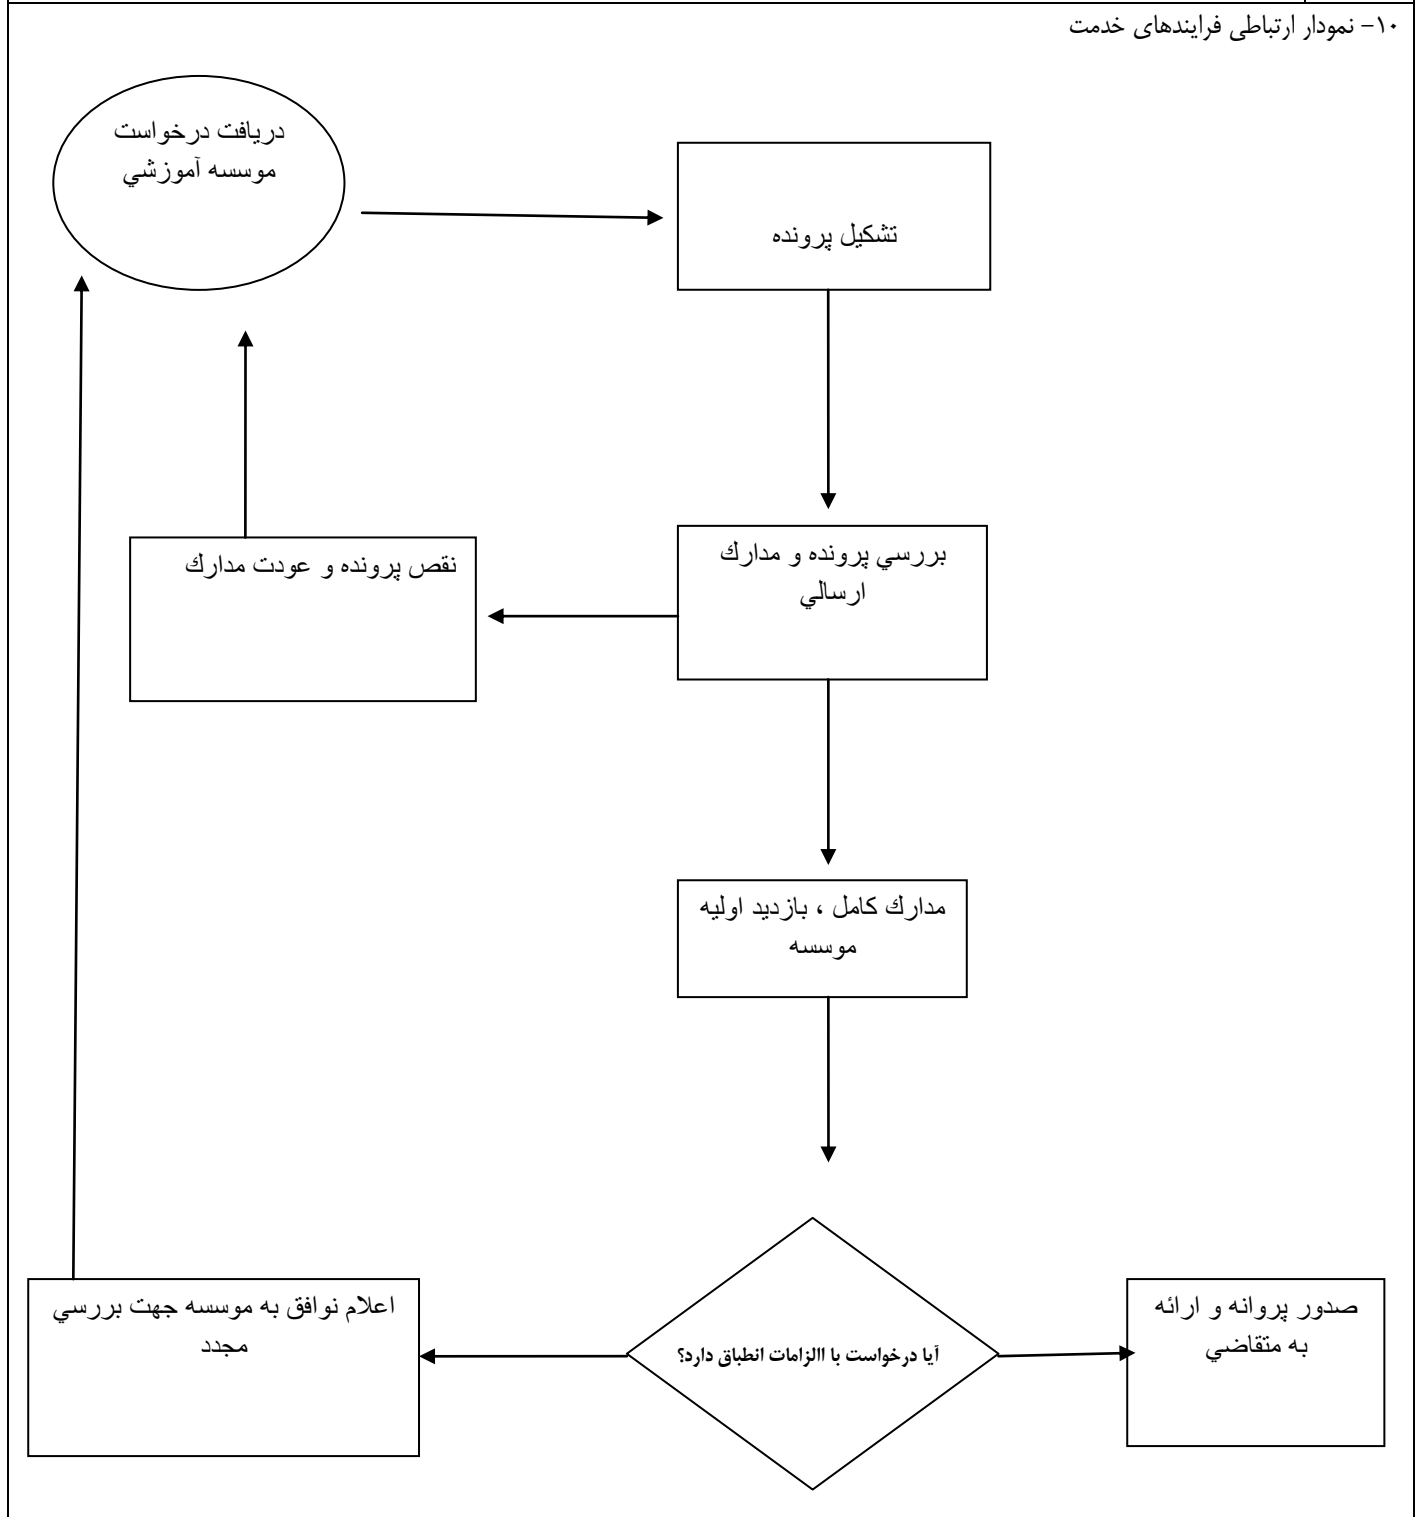 ۱۰- نمودار ارتباطی فرایندهای خدمت
دريافت درخواست
موسسه آموزشي
تشكيل پرونده
بررسي پرونده و مدارك
ارسالي
نقص پرونده و عودت مدارك
مدارك كامل ، بازديد اوليه
موسسه
آیا درخواست با االزامات انطباق دارد؟
صدور پروانه و ارائه
به متقاضي
اعلام نوافق به موسسه جهت بررسي
مجدد